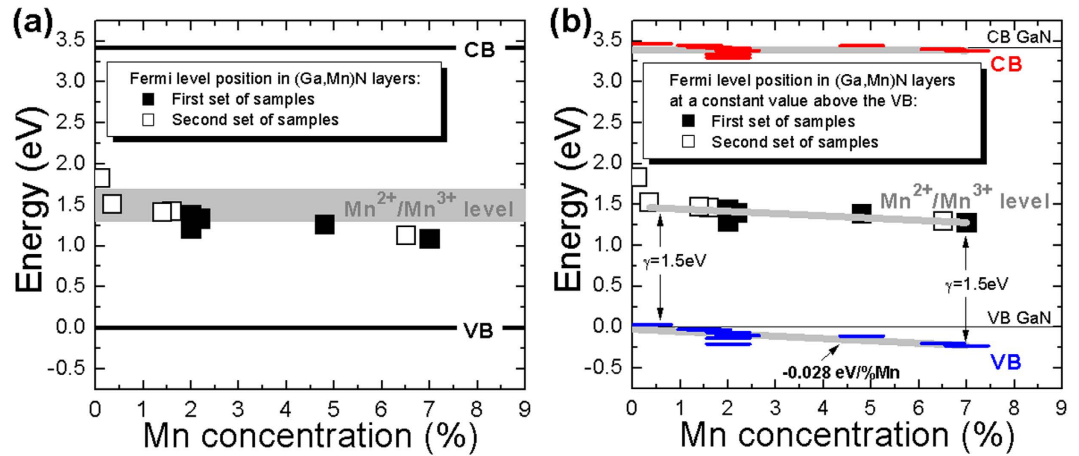 (a)
3.5
3.0
2.5
2.0
1.5
1.0
0.5
0.0
-0.5
Energy (eV)
CB
Fermi level position in (Ga,Mn)N layers:
First set of samples
Second set of samples
Mn2+/Mn3+ level
VB
0 1 2 3 4 5 6 7 8 9
Mn concentration (%)
(b)
3.5
3.0
2.5
2.0
1.5
1.0
0.5
0.0
-0.5
Energy (eV)
CB GaN
CB
Fermi level position in (Ga,Mn)N layers
at a constant value above the VB:
First set of samples
Second set of samples
Mn2+/Mn3+ level
γ=1.5eV
γ=1.5eV
VB GaN
VB
-0.028 eV/%Mn
0 1 2 3 4 5 6 7 8 9
Mn concentration (%)